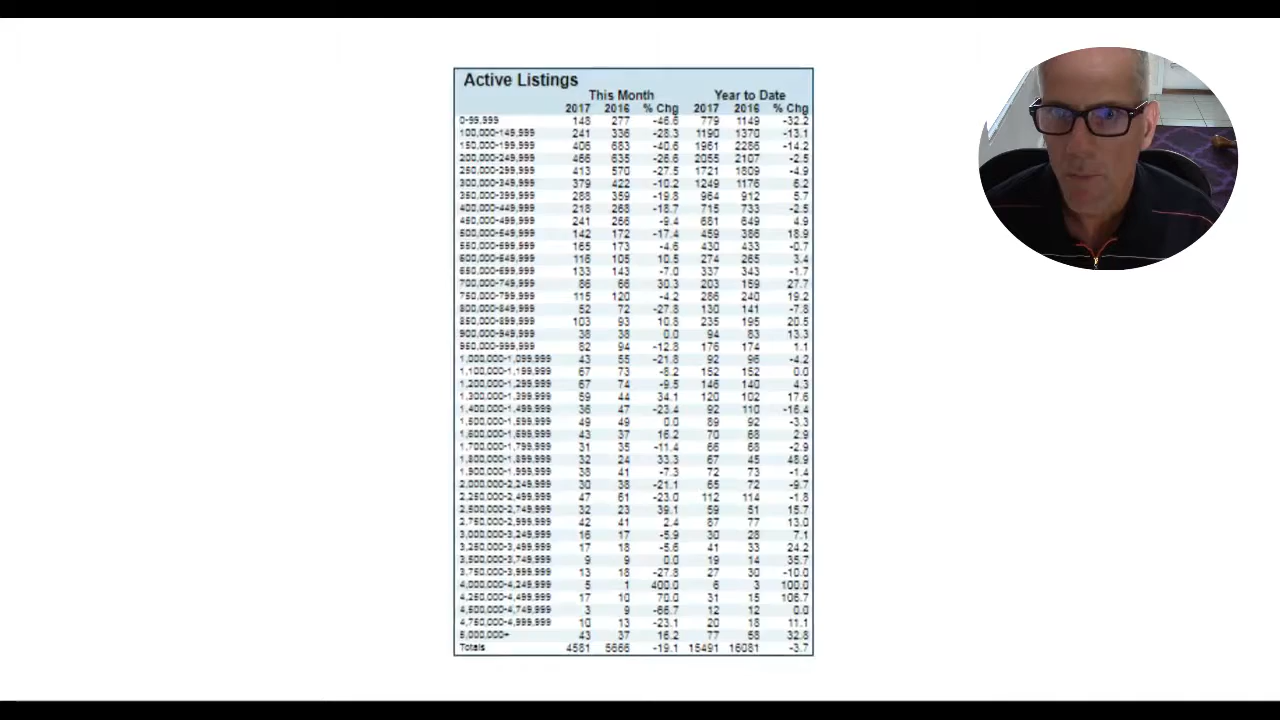 Active Listings
This Month Year to Date
2017 2016 % Chg 2017 2016 % Chg
0-99,999 148 277 -46.6 779 1149 -32.2
100,000-149,999 241 336 -28.3 1190 1370 -13.1
150,000-199,999 406 683 -40.6 1961 2286 -14.2
200,000-249,999 466 635 -26.6 2055 2107 -2.5
250,000-299,999 413 570 -27.5 1721 1809 -4.9
300,000-349,999 379 422 -10.2 1249 1176 6.2
350,000-399,999 288 359 -19.8 964 912 5.7
400,000-449,999 218 268 -18.7 715 733 -2.5
450,000-499,999 241 266 -9.4 681 649 4.9
500,000-549,999 142 172 -17.4 459 386 18.9
550,000-599,999 165 173 -4.6 430 433 -0.7
600,000-649,999 116 105 10.5 274 265 3.4
650,000-699,999 133 143 -7.0 337 343 -1.7
700,000-749,999 86 66 30.3 203 159 27.7
750,000-799,999 115 120 -4.2 286 240 19.2
800,000-849,999 52 72 -27.8 130 141 -7.8
850,000-899,999 103 93 10.8 235 195 20.5
900,000-949,999 38 38 0.0 94 83 13.3
950,000-999,999 82 94 -12.8 176 174 1.1
1,000,000-1,099,999 43 55 -21.8 92 96 -4.2
1,100,000-1,199,999 67 73 -8.2 152 152 0.0
1,200,000-1,299,999 67 74 -9.5 146 140 4.3
1,300,000-1,399,999 59 44 34.1 120 102 17.6
1,400,000-1,499,999 36 47 -23.4 92 110 -16.4
1,500,000-1,599,999 49 49 0.0 89 92 -3.3
1,600,000-1,699,999 43 37 16.2 70 68 2.9
1,700,000-1,799,999 31 35 -11.4 66 68 -2.9
1,800,000-1,899,999 32 24 33.3 67 45 48.9
1,900,000-1,999,999 38 41 -7.3 72 73 -1.4
2,000,000-2,249,999 30 38 -21.1 65 72 -9.7
2,250,000-2,499,999 47 61 -23.0 112 114 -1.8
2,500,000-2,749,999 32 23 39.1 59 51 15.7
2,750,000-2,999,999 42 41 2.4 87 77 13.0
3,000,000-3,249,999 16 17 -5.9 30 28 7.1
3,250,000-3,499,999 17 18 -5.6 41 33 24.2
3,500,000-3,749,999 9 9 0.0 19 14 35.7
3,750,000-3,999,999 13 18 -27.8 27 30 -10.0
4,000,000-4,249,999 5 1 400.0 6 3 100.0
4,250,000-4,499,999 17 10 70.0 31 15 106.7
4,500,000-4,749,999 3 9 -66.7 12 12 0.0
4,750,000-4,999,999 10 13 -23.1 20 18 11.1
5,000,000+ 43 37 16.2 77 58 32.8
Totals 4581 5666 -19.1 15491 16081 -3.7